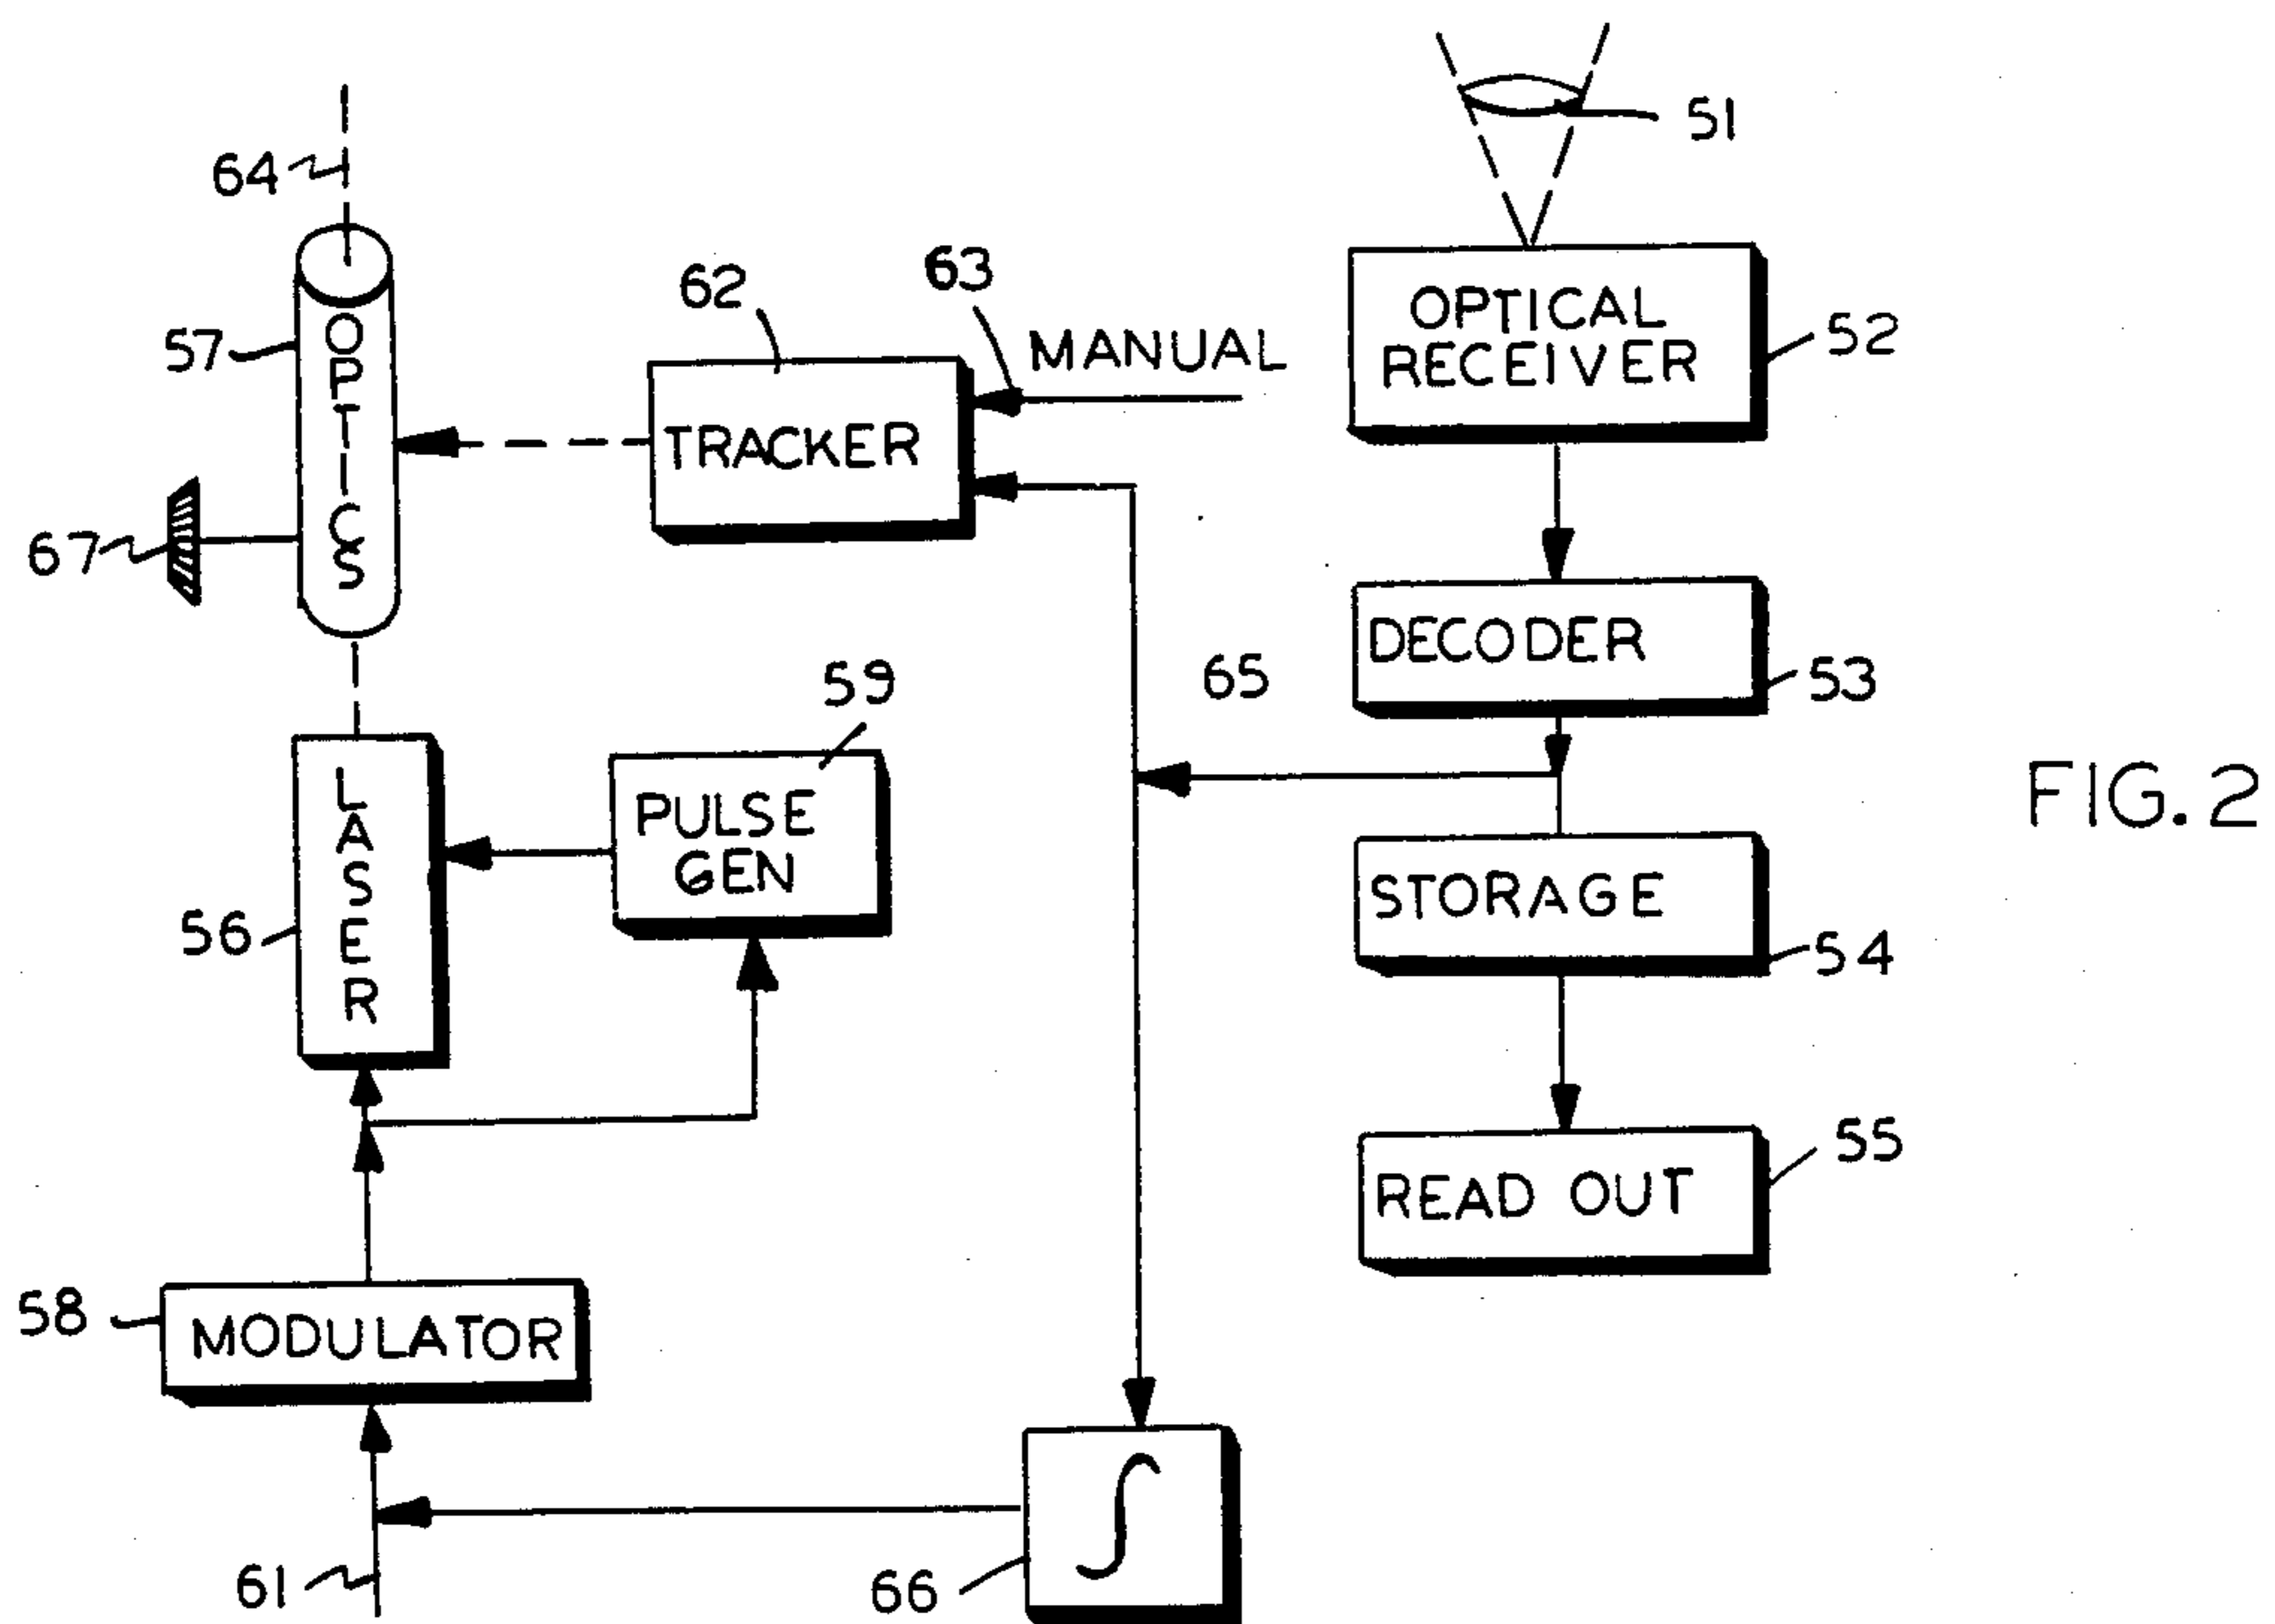 51
64
OPTICAL
RECEIVER
52
62
63
MANUAL
57
OPTICS
TRACKER
67
DECODER
53
65
59
LASER
PULSE
GEN
FIG. 2
56
STORAGE
54
READ OUT
55
58
MODULATOR
∫
61
66